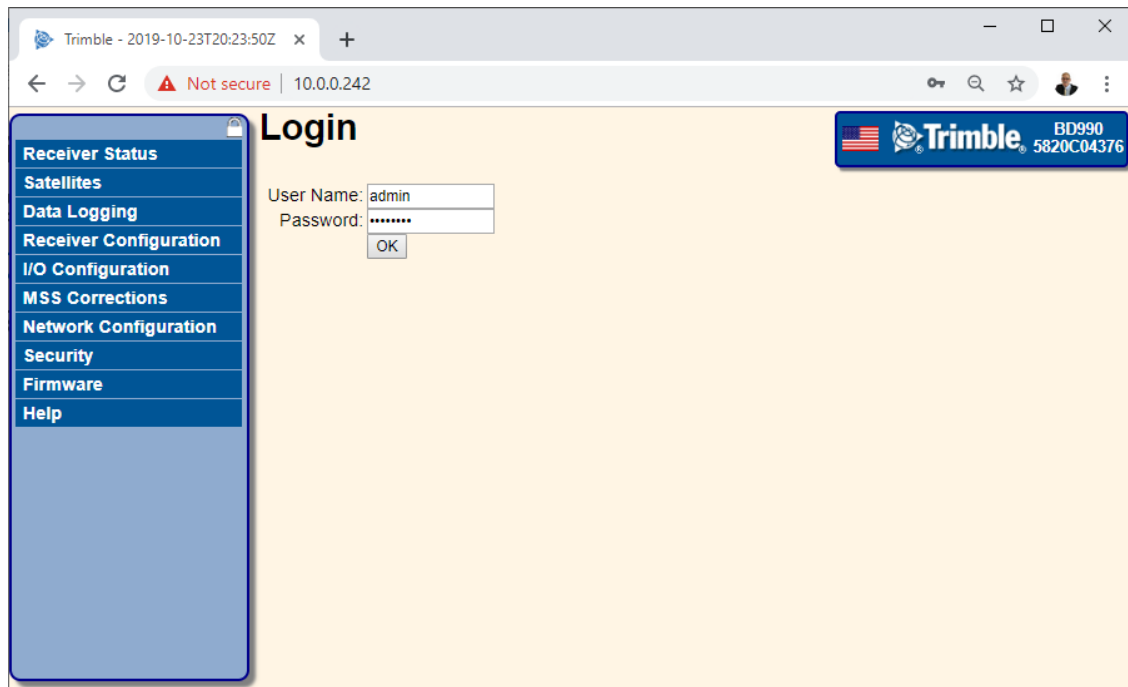 Trimble - 2019-10-23T20:23:50Z
Not secure | 10.0.0.242
Login
Trimble
BD990
5820C04376
Receiver Status
Satellites
Data Logging
Receiver Configuration
I/O Configuration
MSS Corrections
Network Configuration
Security
Firmware
Help
User Name: admin
Password: ••••••••
OK